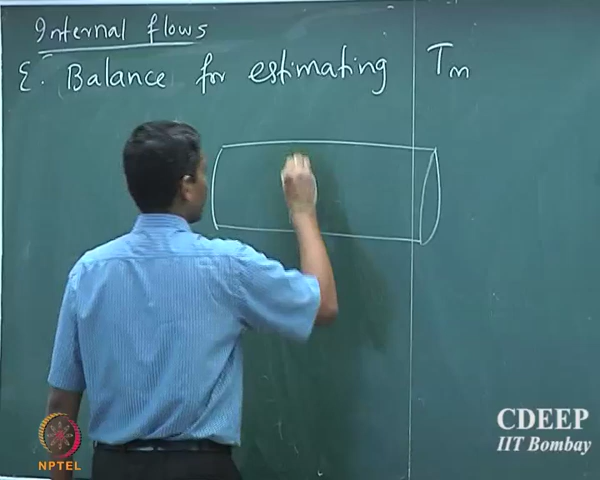 Internal flows
E. Balance for estimating Tm
CDEEP
IIT Bombay
NPTEL